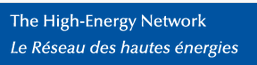 The High-Energy Network
Le Réseau des hautes énergies